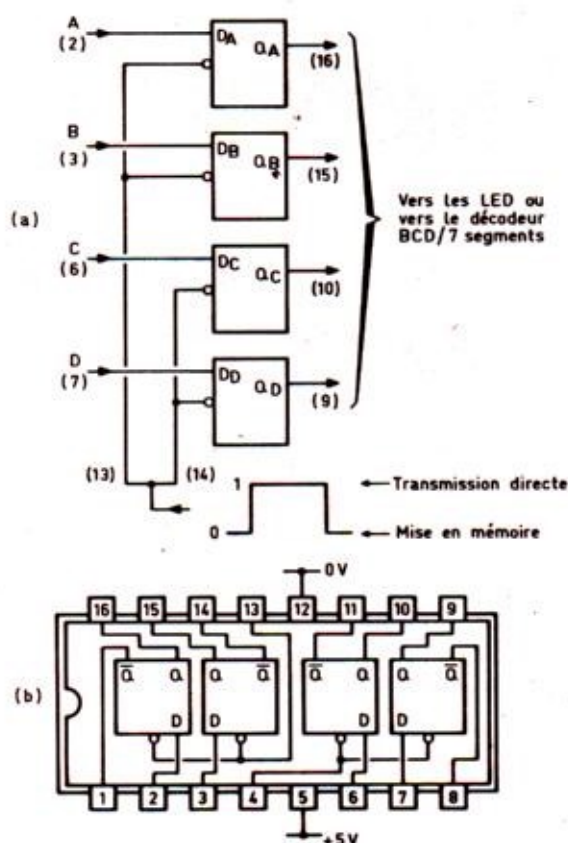 A
(2)
DA
QA
(16)
B
(3)
DB
QB
(15)
(a)
Vers les LED ou
vers le décodeur
BCD/7 segments
C
(6)
DC
QC
(10)
D
(7)
DD
QD
(9)
(13)
(14)
1
Transmission directe
0
Mise en mémoire
0V
16 15 14 13 12 11 10 9
(b)
Q̅ Q Q Q̅ Q̅ Q Q Q̅
D D D D
1 2 3 4 5 6 7 8
+5V